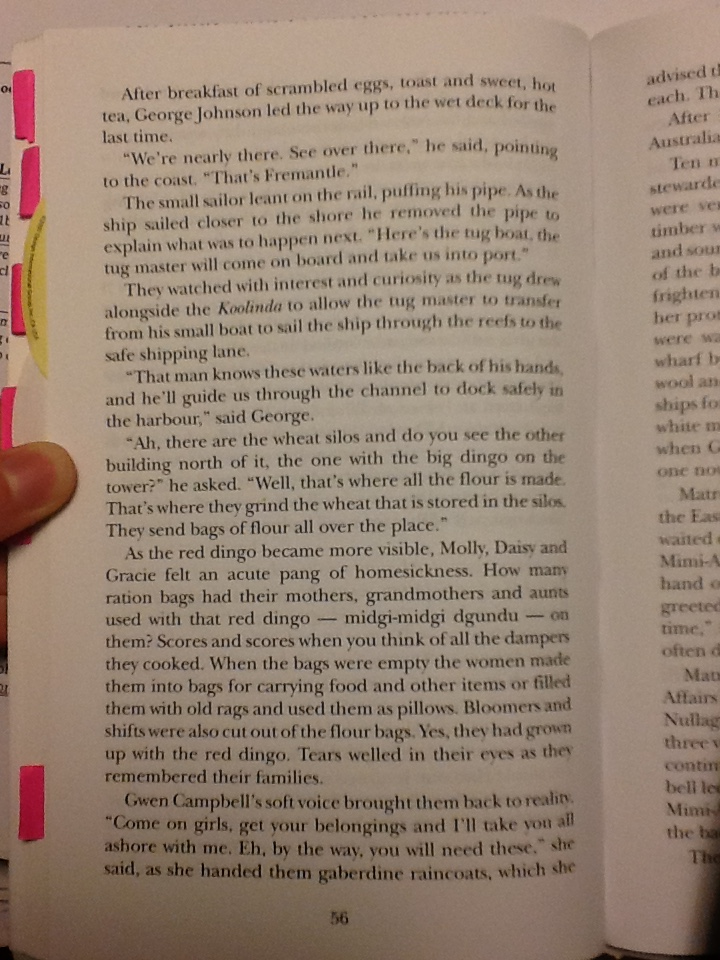 After breakfast of scrambled eggs, toast and sweet, hot
tea, George Johnson led the way up to the wet deck for the
last time.
“We’re nearly there. See over there,” he said, pointing
to the coast. “That’s Fremantle.”
The small sailor leant on the rail, puffing his pipe. As the
ship sailed closer to the shore he removed the pipe to
explain what was to happen next. “Here’s the tug boat, the
tug master will come on board and take us into port.”
They watched with interest and curiosity as the tug drew
alongside the Koolinda to allow the tug master to transfer
from his small boat to sail the ship through the reefs to the
safe shipping lane.
“That man knows these waters like the back of his hands,
and he’ll guide us through the channel to dock safely in
the harbour,” said George.
“Ah, there are the wheat silos and do you see the other
building north of it, the one with the big dingo on the
tower?” he asked. “Well, that’s where all the flour is made.
That’s where they grind the wheat that is stored in the silos.
They send bags of flour all over the place.”
As the red dingo became more visible, Molly, Daisy and
Gracie felt an acute pang of homesickness. How many
ration bags had their mothers, grandmothers and aunts
used with that red dingo — midgi-midgi dgundu — on
them? Scores and scores when you think of all the dampers
they cooked. When the bags were empty the women made
them into bags for carrying food and other items or filled
them with old rags and used them as pillows. Bloomers and
shifts were also cut out of the flour bags. Yes, they had grown
up with the red dingo. Tears welled in their eyes as they
remembered their families.
Gwen Campbell’s soft voice brought them back to reality.
“Come on girls, get your belongings and I’ll take you all
ashore with me. Eh, by the way, you will need these,” she
said, as she handed them gaberdine raincoats, which she
56
advised
each.
After
Australia
Ten
stewarde
were
timber
and
of the
frighten
her
were
wharf
wool
ships
white
when
one
the
waited
Mimi-A
hand
greeted
time,”
often
Affairs
Nullag
three
contin
bell
Mimi-
the